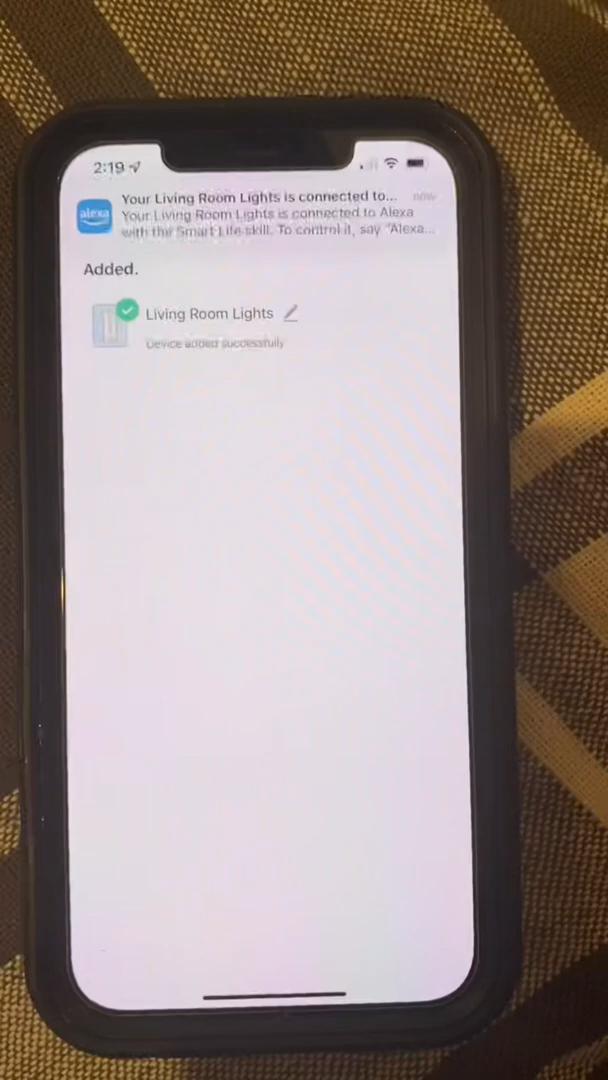 2:19
alexa
Your Living Room Lights is connected to...
now
Your Living Room Lights is connected to Alexa
with the Smart Life skill. To control it, say "Alexa...
Added.
Living Room Lights
Device added successfully